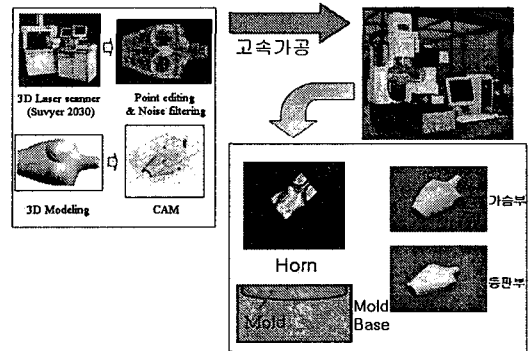 3D Laser scanner
(Suvyer 2030)
Point editing
& Noise filtering
3D Modeling
CAM
고속가공
Horn
Mold
Mold
Base
가슴부
등판부